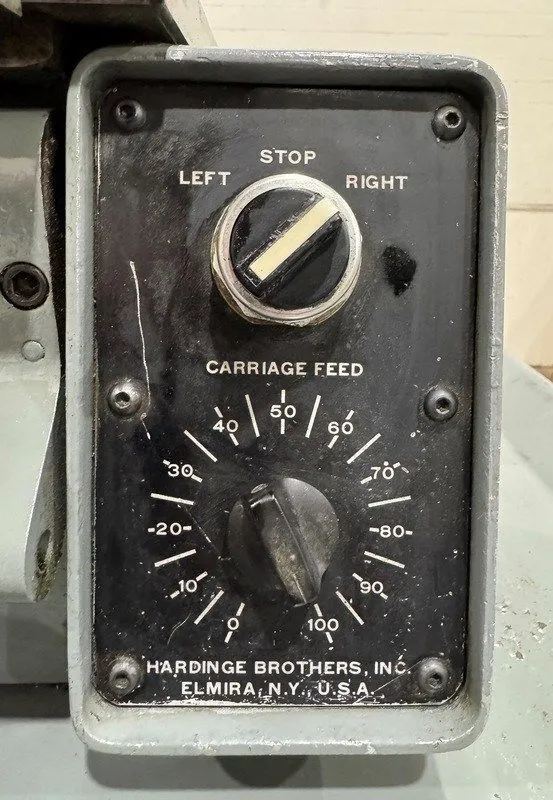 STOP
LEFT RIGHT
CARRIAGE FEED
50
40 60
30 70
20 80
10 90
0 100
HARDINGE BROTHERS, INC.
ELMIRA, N.Y., U.S.A.